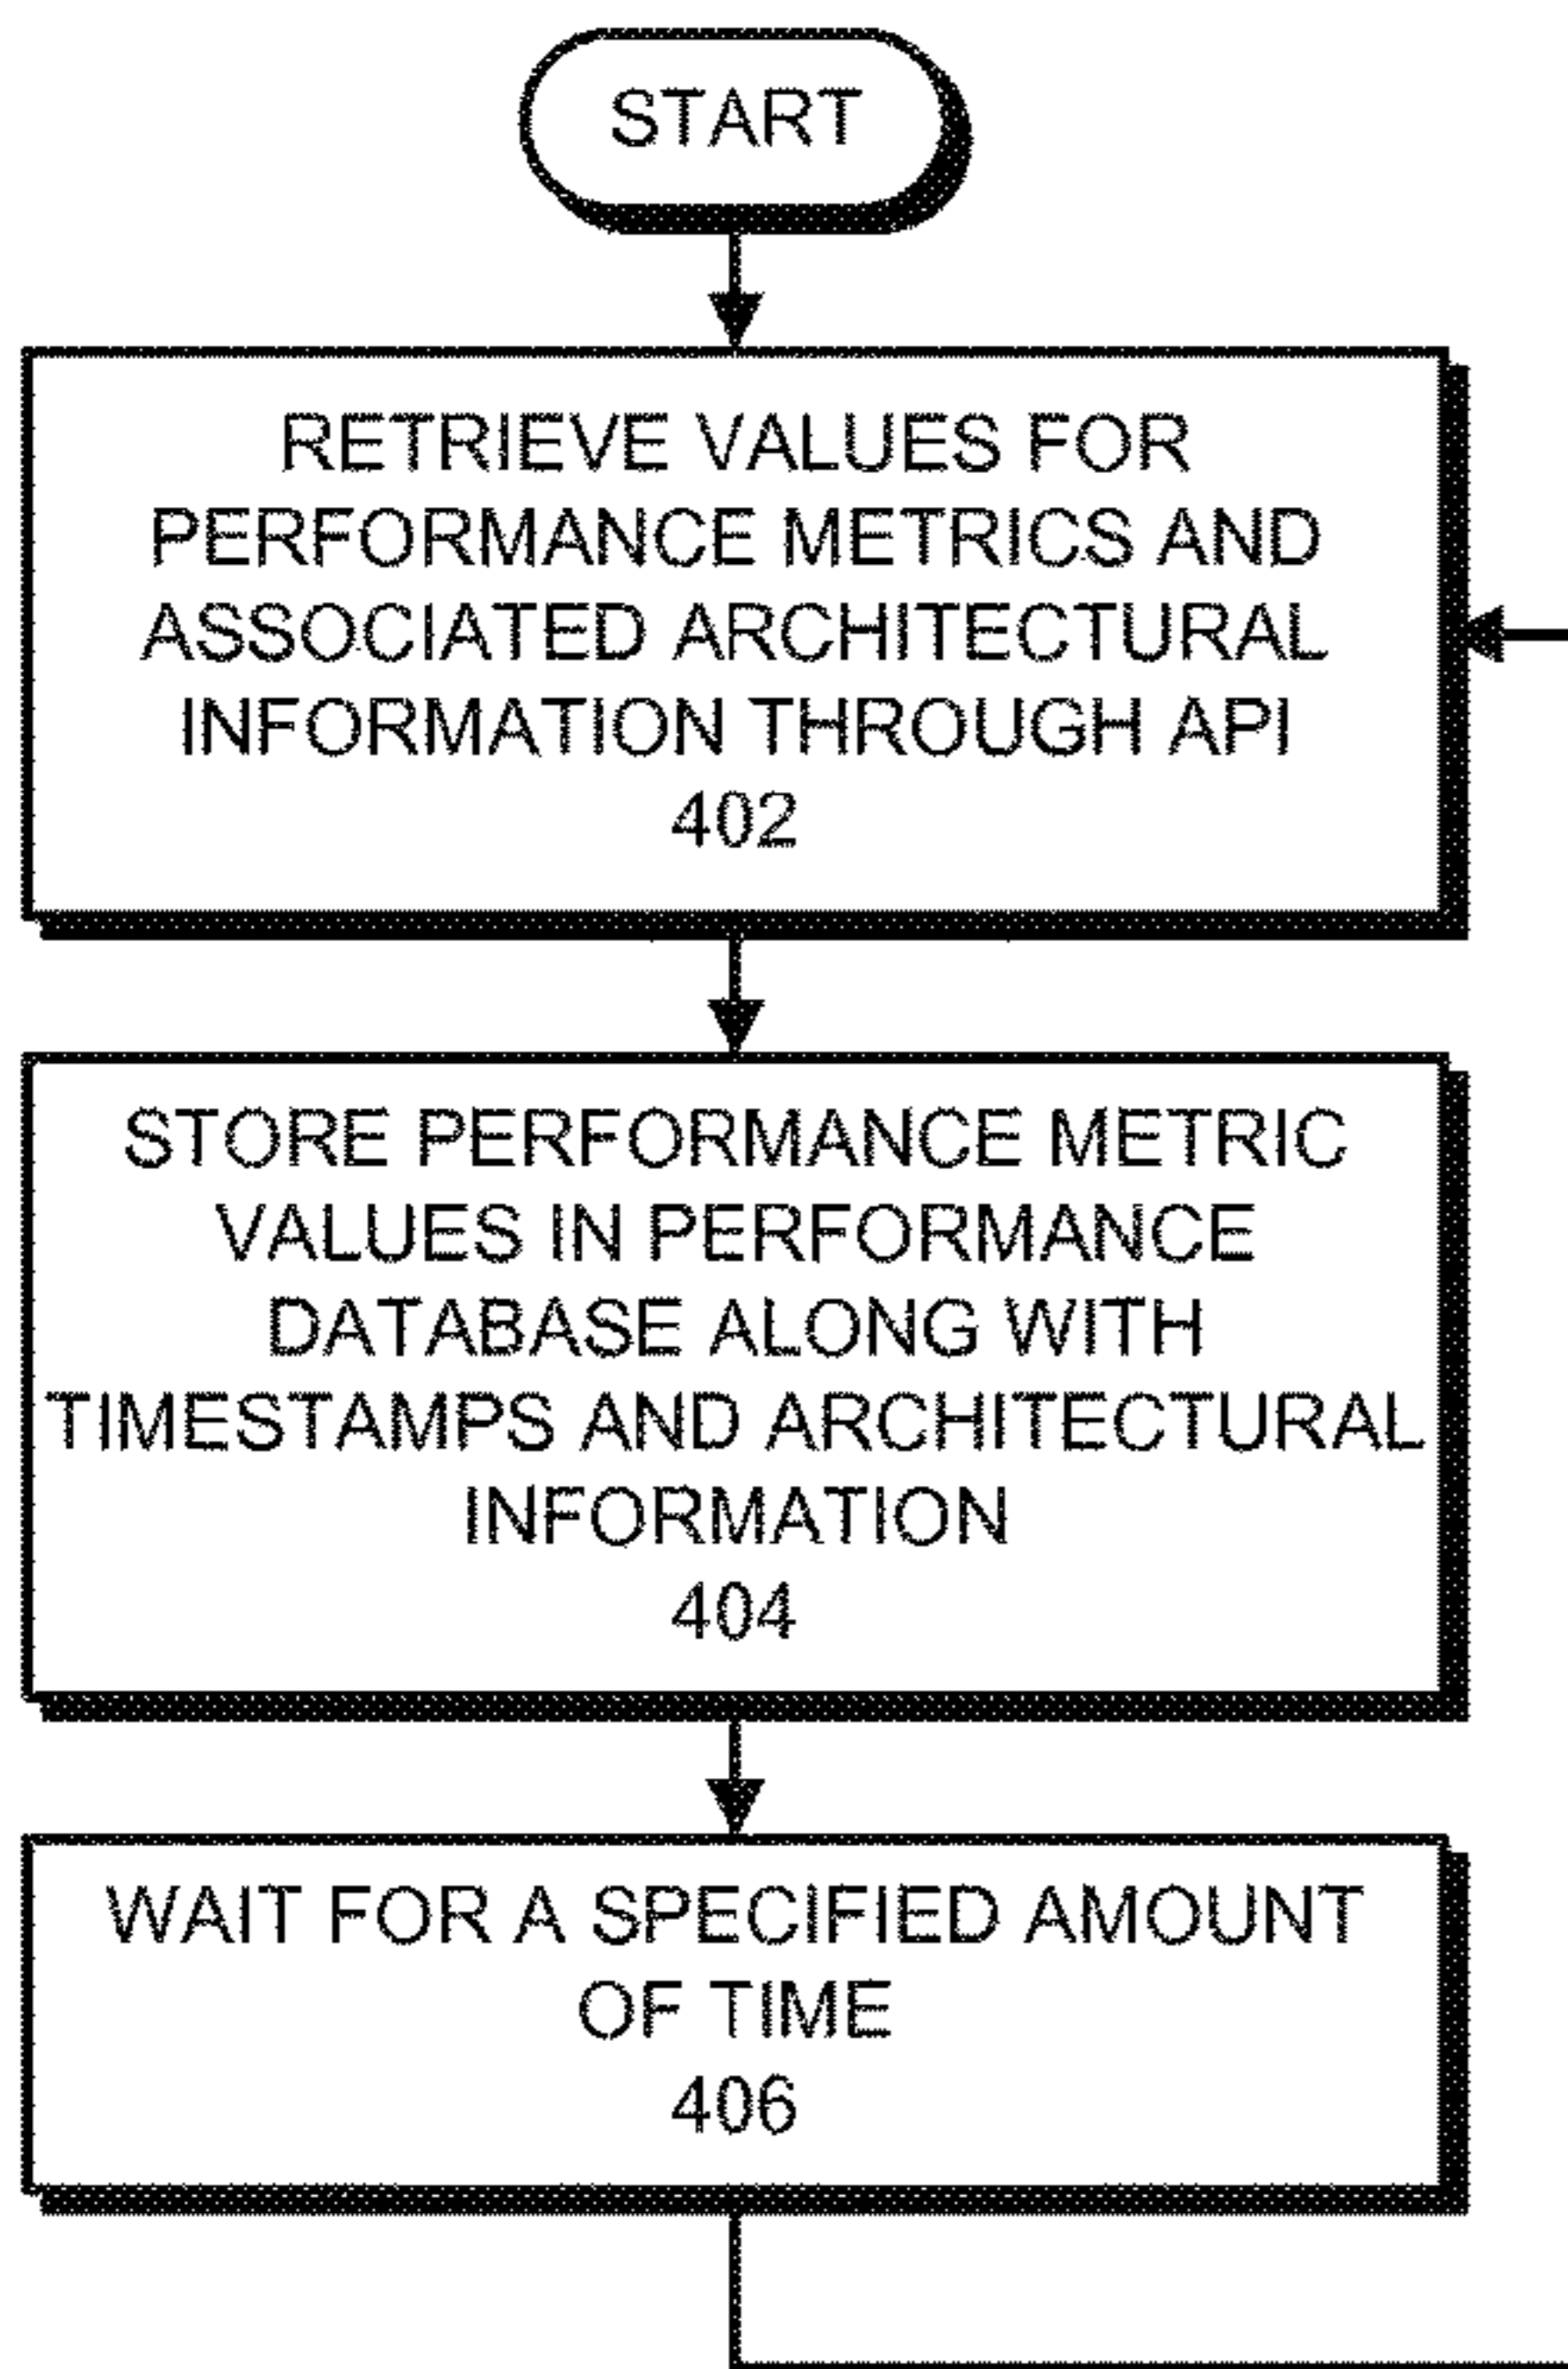 START
RETRIEVE VALUES FOR
PERFORMANCE METRICS AND
ASSOCIATED ARCHITECTURAL
INFORMATION THROUGH API
402
STORE PERFORMANCE METRIC
VALUES IN PERFORMANCE
DATABASE ALONG WITH
TIMESTAMPS AND ARCHITECTURAL
INFORMATION
404
WAIT FOR A SPECIFIED AMOUNT
OF TIME
406